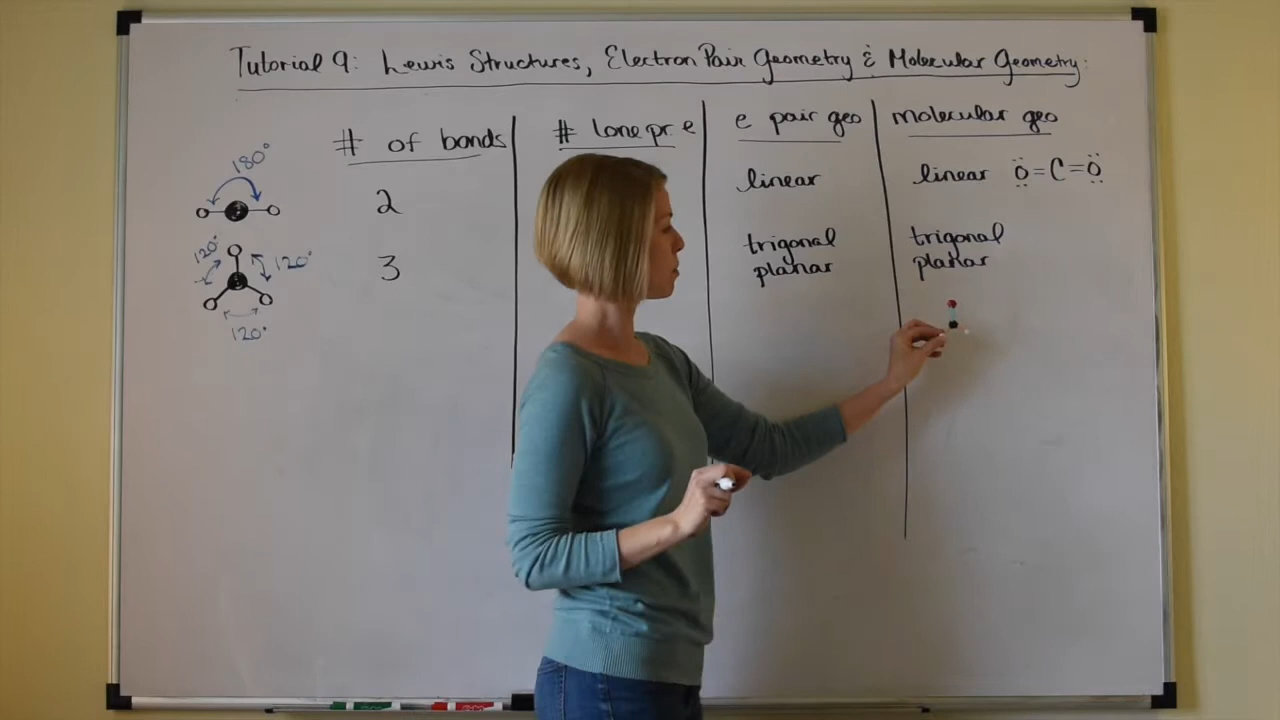 Tutorial 9: Lewis Structures, Electron Pair Geometry & Molecular Geometry:
# of bonds
# lone pr e
e pair geo
molecular geo
180°
2
linear
linear Ö=C=Ö
120°
120°
120°
3
trigonal
planar
trigonal
planar